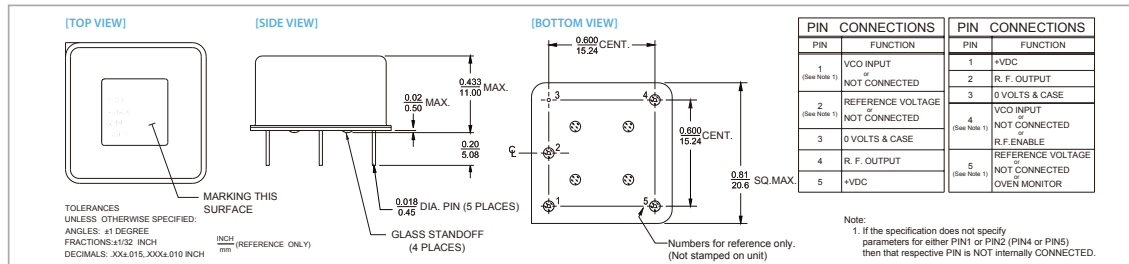 [TOP VIEW]
[SIDE VIEW]
[BOTTOM VIEW]
MARKING THIS
SURFACE
TOLERANCES
UNLESS OTHERWISE SPECIFIED:
ANGLES: ±1 DEGREE
FRACTIONS:±1/32 INCH
DECIMALS: .XX±.015,.XXX±.010 INCH
INCH
mm
(REFERENCE ONLY)
0.433
11.00
MAX.
0.02
0.50
MAX.
0.20
5.08
0.018
0.45
DIA. PIN (5 PLACES)
GLASS STANDOFF
(4 PLACES)
0.600
15.24
CENT.
3
4
2
1
5
0.600
15.24
CENT.
0.81
20.6
SQ.MAX.
Numbers for reference only.
(Not stamped on unit)
PIN CONNECTIONS
PIN FUNCTION
1
(See Note 1)
VCO INPUT
or
NOT CONNECTED
2
(See Note 1)
REFERENCE VOLTAGE
or
NOT CONNECTED
3 0 VOLTS & CASE
4 R. F. OUTPUT
5 +VDC
PIN CONNECTIONS
PIN FUNCTION
1 +VDC
2 R. F. OUTPUT
3 0 VOLTS & CASE
4
(See Note 1)
VCO INPUT
or
NOT CONNECTED
or
R.F.ENABLE
5
(See Note 1)
REFERENCE VOLTAGE
or
NOT CONNECTED
or
OVEN MONITOR
Note:
1. If the specification does not specify
parameters for either PIN1 or PIN2 (PIN4 or PIN5)
then that respective PIN is NOT internally CONNECTED.